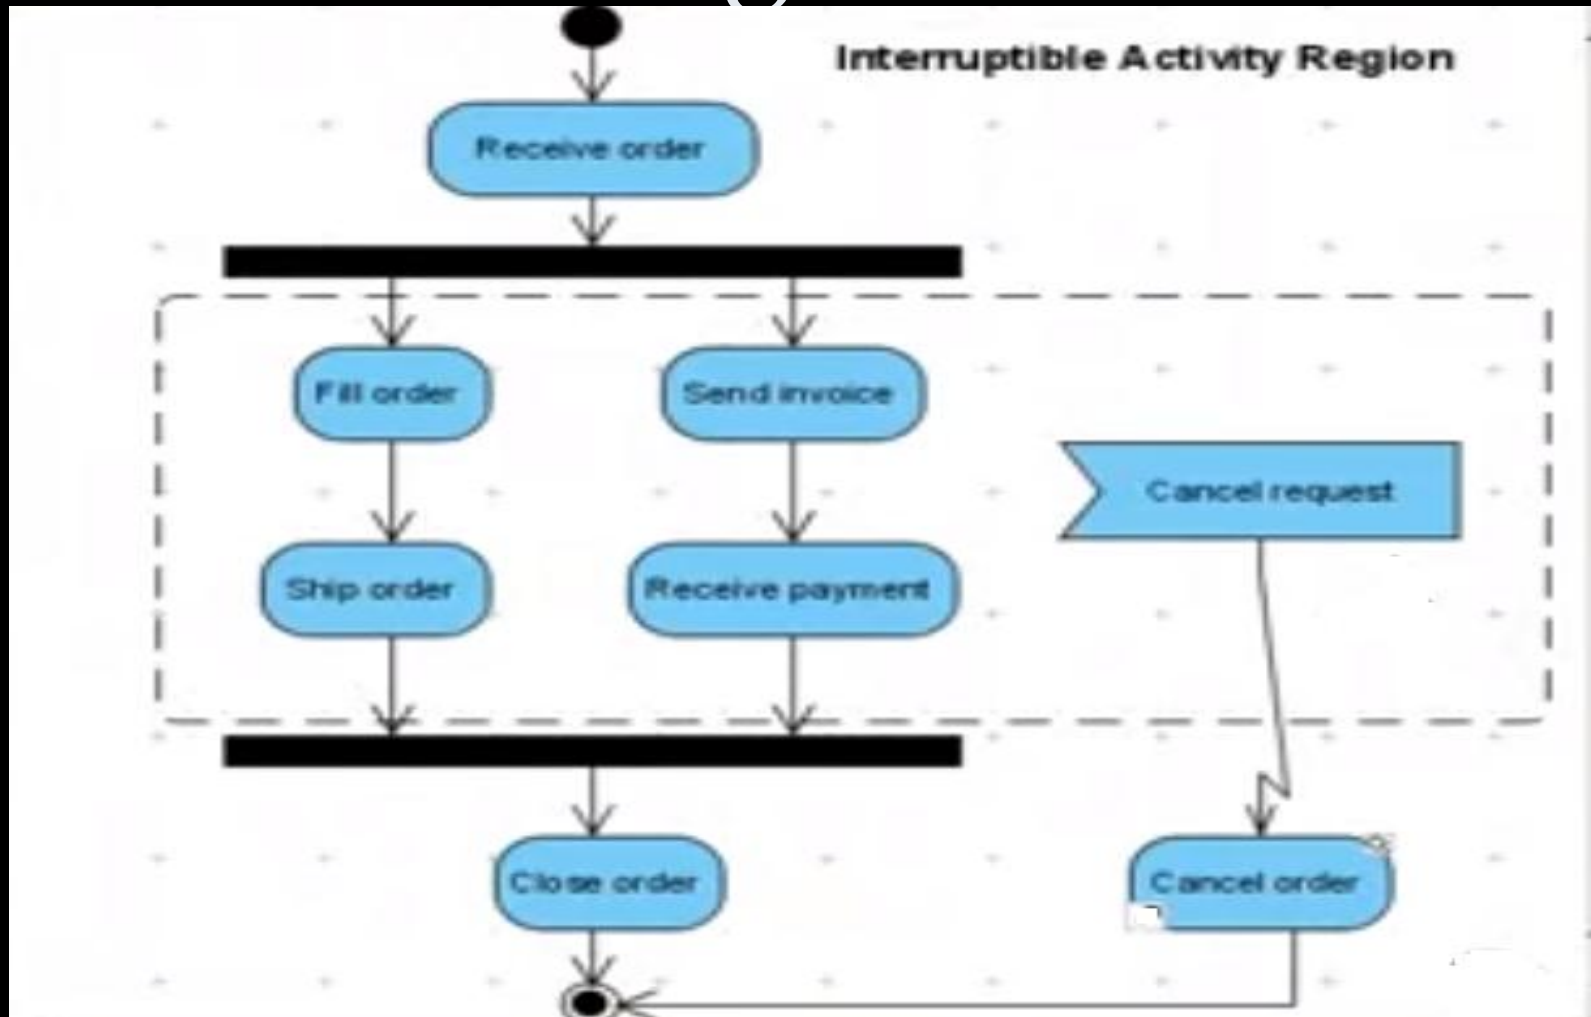 Interruptible Activity Region
Receive order
Fill order
Send invoice
Cancel request
Ship order
Receive payment
Close order
Cancel order